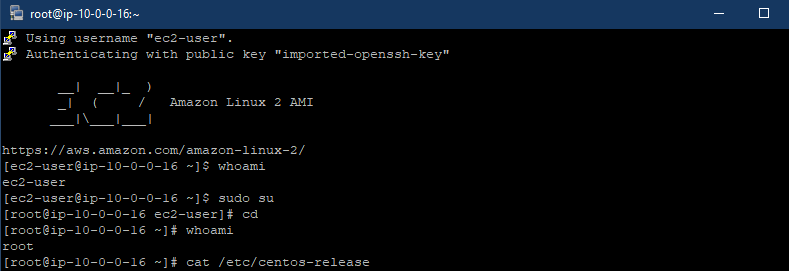 root@ip-10-0-0-16:~
Using username "ec2-user".
Authenticating with public key "imported-openssh-key"
       __|  __|_  )
       _|  (     /   Amazon Linux 2 AMI
      ___|\___|___|
https://aws.amazon.com/amazon-linux-2/
[ec2-user@ip-10-0-0-16 ~]$ whoami
ec2-user
[ec2-user@ip-10-0-0-16 ~]$ sudo su
[root@ip-10-0-0-16 ec2-user]# cd
[root@ip-10-0-0-16 ~]# whoami
root
[root@ip-10-0-0-16 ~]# cat /etc/centos-release